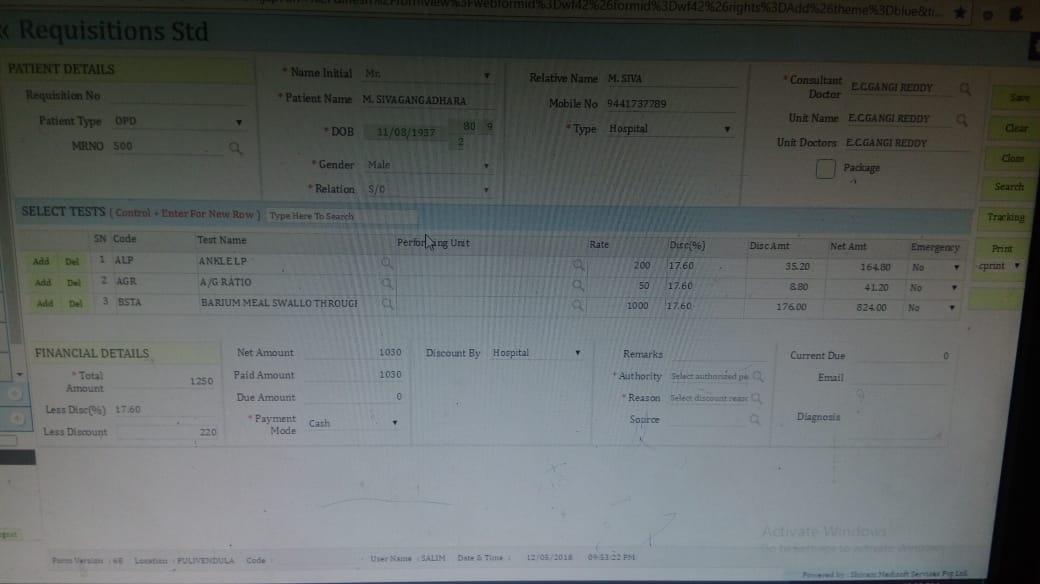 « Requisitions Std
PATIENT DETAILS
Requisition No
Patient Type OPD
MRNO 500
* Name Initial Mr.
* Patient Name M. SIVAGANGADHARA
* DOB 11/08/1937 80 9 2
* Gender Male
* Relation S/O
Relative Name M. SIVA
Mobile No 9441737789
* Type Hospital
* Consultant Doctor E.C.GANGI REDDY
Unit Name E.C.GANGI REDDY
Unit Doctors E.C.GANGI REDDY
Package
Save
Clear
Close
Search
Tracking
Print
cprint
SELECT TESTS ( Control + Enter For New Row ) Type Here To Search
SN Code Test Name Performing Unit Rate Disc(%) Disc Amt Net Amt Emergency
Add Del 1 ALP ANKLE LP 200 17.60 35.20 164.80 No
Add Del 2 AGR A/G RATIO 50 17.60 8.80 41.20 No
Add Del 3 BSTA BARIUM MEAL SWALLO THROUGI 1000 17.60 176.00 824.00 No
FINANCIAL DETAILS
* Total Amount 1250
Less Disc(%) 17.60
Less Discount 220
Net Amount 1030
Paid Amount 1030
Due Amount 0
* Payment Mode Cash
Discount By Hospital
Remarks
* Authority Select authorized pe
* Reason Select discount reaso
Source
Current Due 0
Email
Diagnosis
Activate Windows
Go to Settings to activate Windows.
Form Version : 68 Location : PULIVENDULA Code :
User Name : SALIM Date & Time : 12/05/2018 09:53:22 PM
Powered by : Shivam Medisoft Services Pvt Ltd.